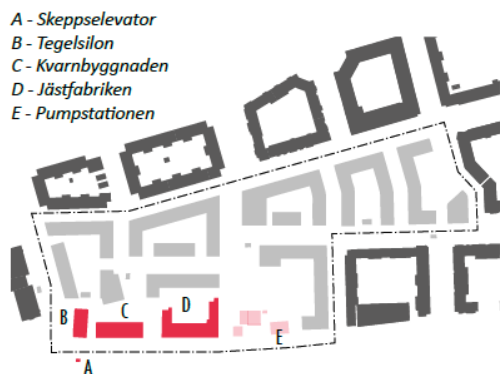 A - Skeppselevator
B - Tegelsilon
C - Kvarnbyggnaden
D - Jästfabriken
E - Pumpstationen
D
B
C
E
A